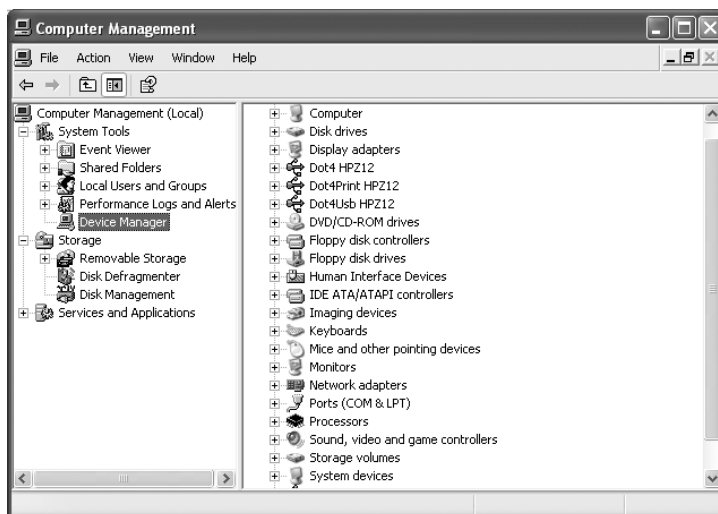 Computer Management
File Action View Window Help
Computer Management (Local)
System Tools
Event Viewer
Shared Folders
Local Users and Groups
Performance Logs and Alerts
Device Manager
Storage
Removable Storage
Disk Defragmenter
Disk Management
Services and Applications
Computer
Disk drives
Display adapters
Dot4 HPZ12
Dot4Print HPZ12
Dot4Usb HPZ12
DVD/CD-ROM drives
Floppy disk controllers
Floppy disk drives
Human Interface Devices
IDE ATA/ATAPI controllers
Imaging devices
Keyboards
Mice and other pointing devices
Monitors
Network adapters
Ports (COM & LPT)
Processors
Sound, video and game controllers
Storage volumes
System devices